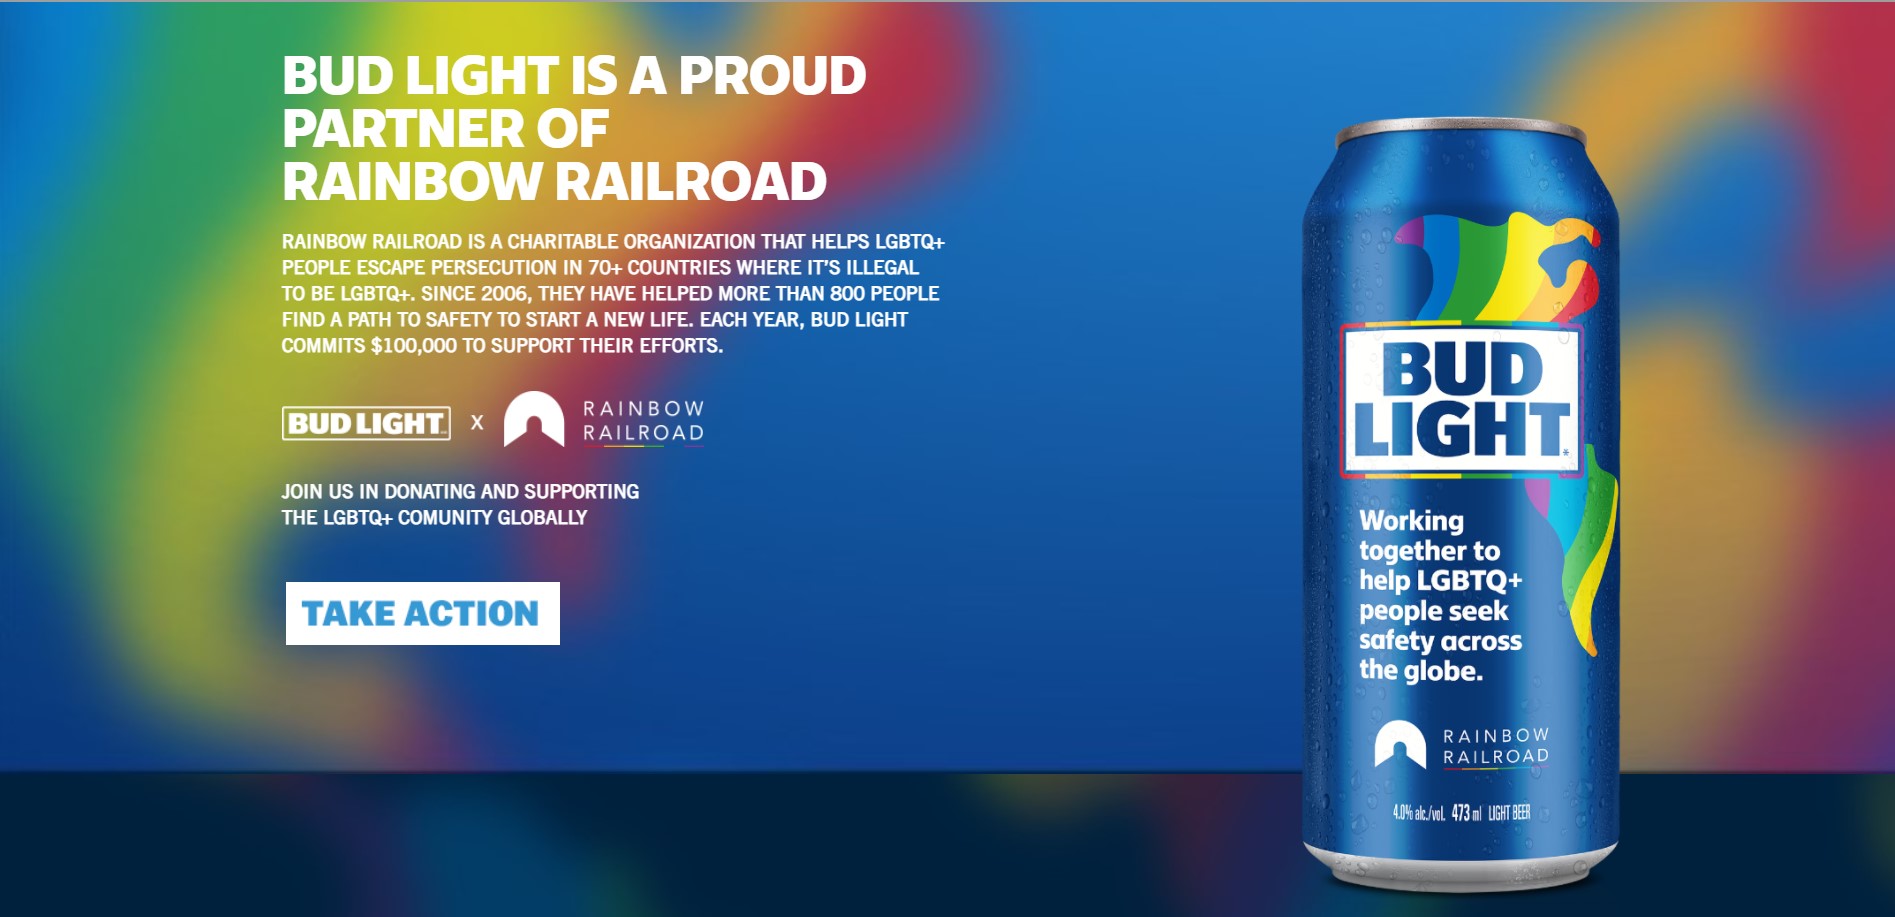 BUD LIGHT IS A PROUD
PARTNER OF
RAINBOW RAILROAD
RAINBOW RAILROAD IS A CHARITABLE ORGANIZATION THAT HELPS LGBTQ+
PEOPLE ESCAPE PERSECUTION IN 70+ COUNTRIES WHERE IT'S ILLEGAL
TO BE LGBTQ+. SINCE 2006, THEY HAVE HELPED MORE THAN 800 PEOPLE
FIND A PATH TO SAFETY TO START A NEW LIFE. EACH YEAR, BUD LIGHT
COMMITS $100,000 TO SUPPORT THEIR EFFORTS.
BUD LIGHT X RAINBOW
RAILROAD
JOIN US IN DONATING AND SUPPORTING
THE LGBTQ+ COMUNITY GLOBALLY
TAKE ACTION
BUD
LIGHT
Working
together to
help LGBTQ+
people seek
safety across
the globe.
RAINBOW
RAILROAD
4.0% alc./vol. 473 ml LIGHT BEER